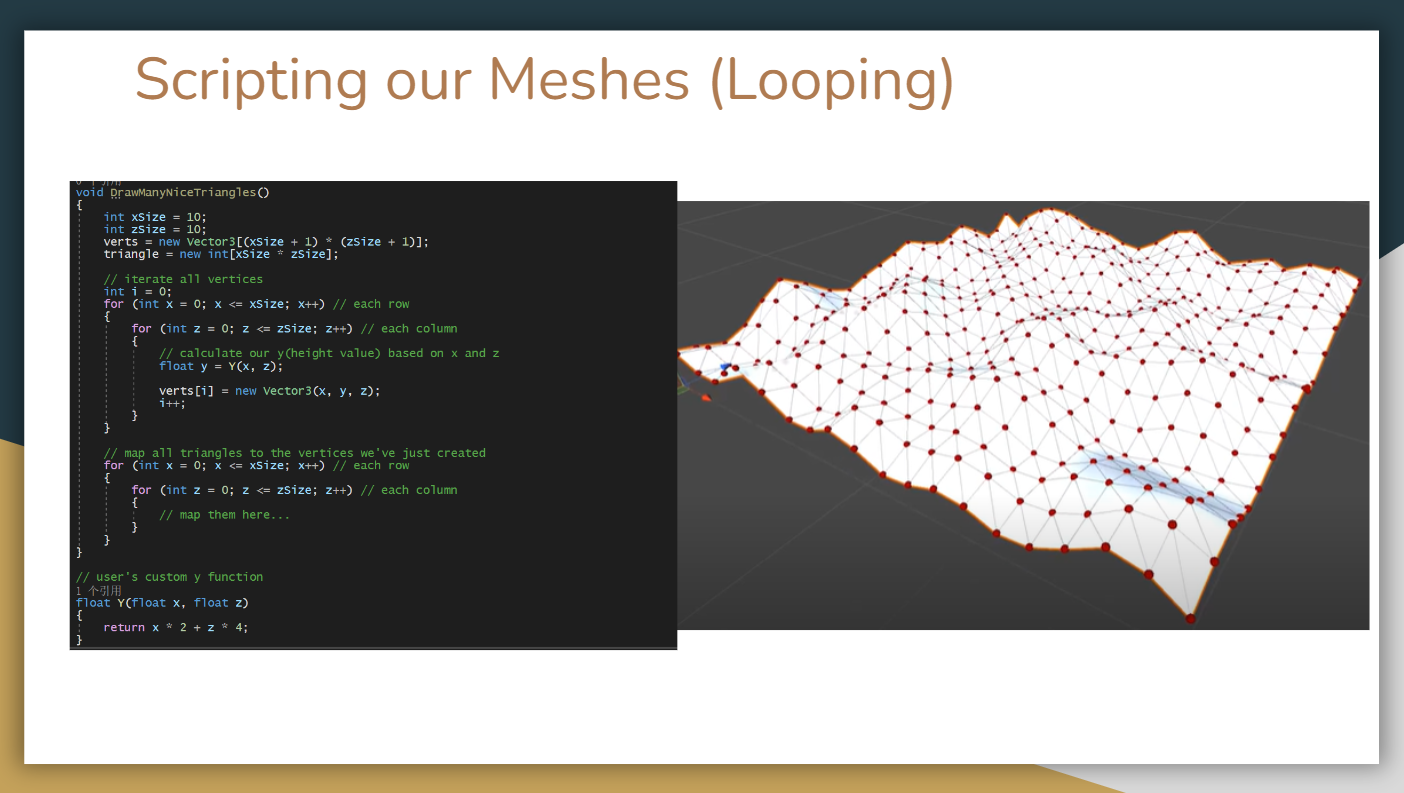 Scripting our Meshes (Looping)
void DrawManyNiceTriangles()
{
int xSize = 10;
int zSize = 10;
verts = new Vector3[(xSize + 1) * (zSize + 1)];
triangle = new int[xSize * zSize];
// iterate all vertices
int i = 0;
for (int x = 0; x <= xSize; x++) // each row
{
for (int z = 0; z <= zSize; z++) // each column
{
// calculate our y(height value) based on x and z
float y = Y(x, z);
verts[i] = new Vector3(x, y, z);
i++;
}
}
// map all triangles to the vertices we've just created
for (int x = 0; x <= xSize; x++) // each row
{
for (int z = 0; z <= zSize; z++) // each column
{
// map them here...
}
}
}
// user's custom y function
1 个引用
float Y(float x, float z)
{
return x * 2 + z * 4;
}